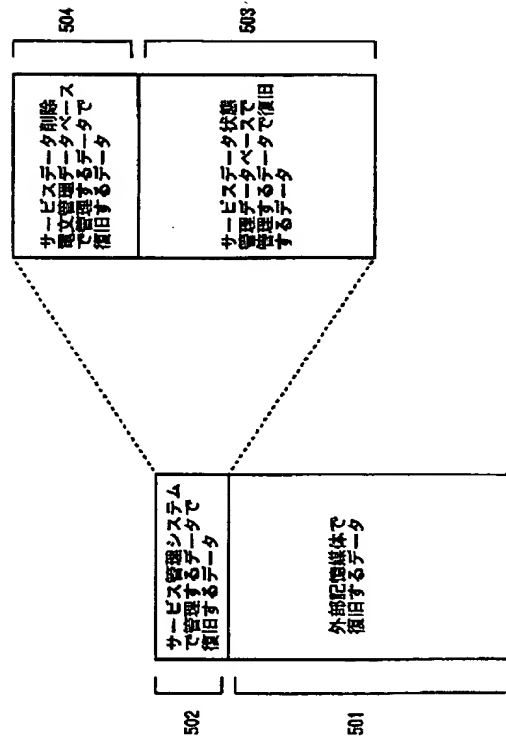 504
サービスデータ削除
電文管理データベース
で管理するデータで
復旧するデータ
503
サービスデータ状態
管理データベースで
管理するデータで復旧
するデータ
502
サービス管理システム
で管理するデータで
復旧するデータ
501
外部記憶媒体で
復旧するデータ